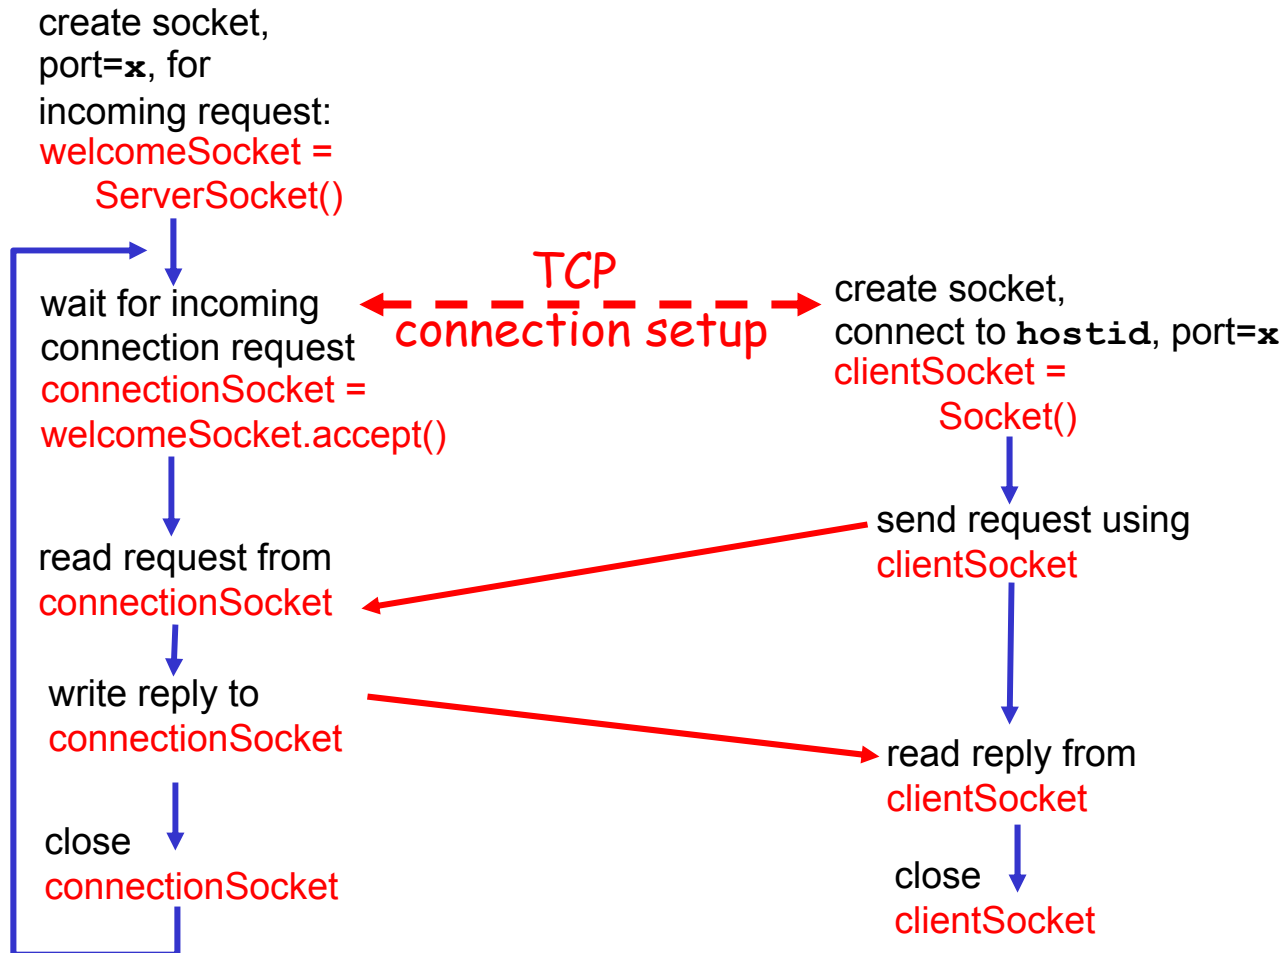 create socket,
port=x, for
incoming request:
welcomeSocket =
ServerSocket()
wait for incoming
connection request
connectionSocket =
welcomeSocket.accept()
read request from
connectionSocket
write reply to
connectionSocket
close
connectionSocket
TCP
connection setup
create socket,
connect to hostid, port=x
clientSocket =
Socket()
send request using
clientSocket
read reply from
clientSocket
close
clientSocket